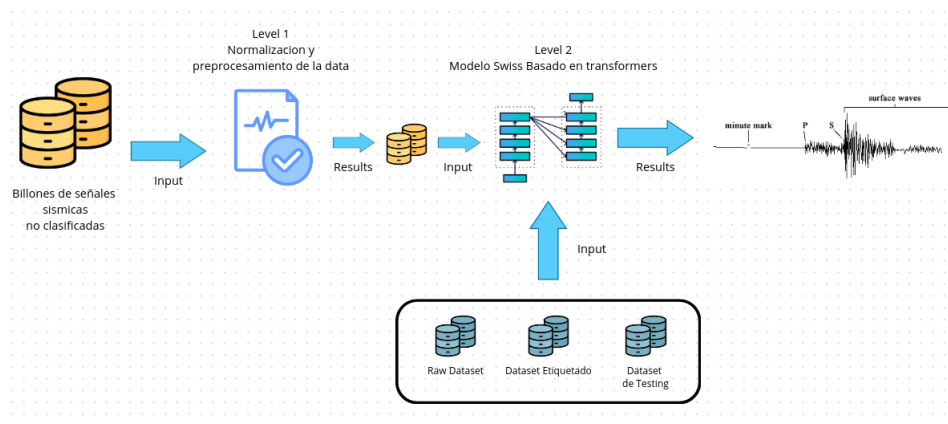 Level 1
Normalizacion y
preprocesamiento de la data
Level 2
Modelo Swiss Basado en transformers
surface waves
minute mark
P
S
Input
Results
Input
Results
Billones de señales
sismicas
no clasificadas
Input
Raw Dataset
Dataset Etiquetado
Dataset
de Testing